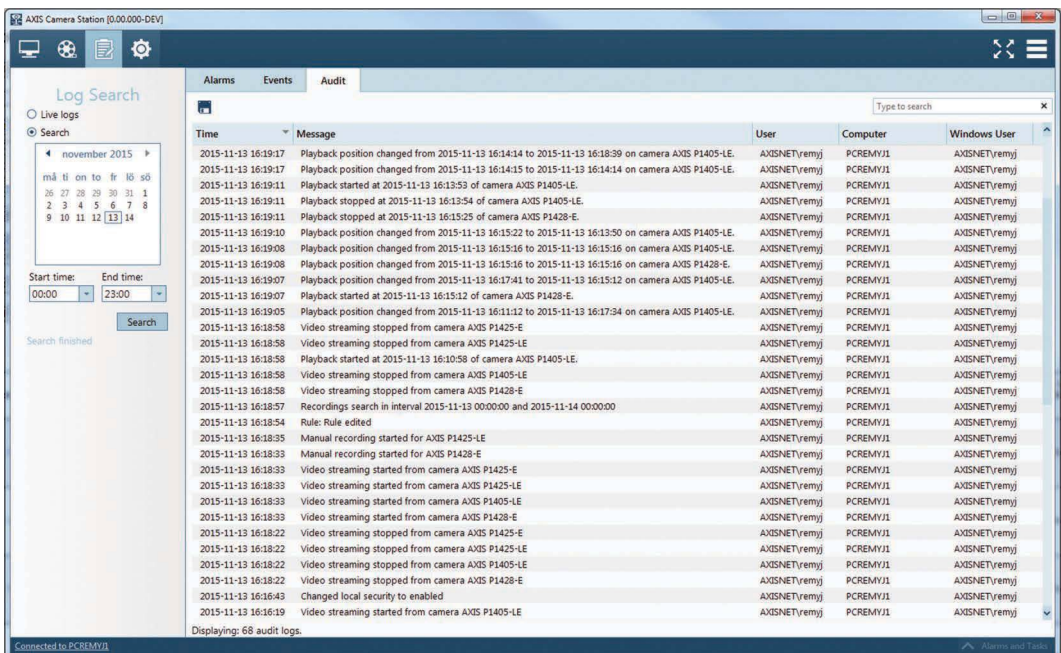 AXIS Camera Station [0.00.000-DEV]
Log Search
Live logs
Search
november 2015
må ti on to fr lö sö
26 27 28 29 30 31 1
2 3 4 5 6 7 8
9 10 11 12 13 14
Start time: End time:
00:00 23:00
Search
Search finished
Alarms Events Audit
Type to search
Time Message User Computer Windows User
2015-11-13 16:19:17 Playback position changed from 2015-11-13 16:14:14 to 2015-11-13 16:18:39 on camera AXIS P1405-LE. AXISNET\remyj PCREMYJ1 AXISNET\remyj
2015-11-13 16:19:17 Playback position changed from 2015-11-13 16:14:15 to 2015-11-13 16:14:14 on camera AXIS P1405-LE. AXISNET\remyj PCREMYJ1 AXISNET\remyj
2015-11-13 16:19:11 Playback started at 2015-11-13 16:13:53 of camera AXIS P1405-LE. AXISNET\remyj PCREMYJ1 AXISNET\remyj
2015-11-13 16:19:11 Playback stopped at 2015-11-13 16:13:54 of camera AXIS P1405-LE. AXISNET\remyj PCREMYJ1 AXISNET\remyj
2015-11-13 16:19:11 Playback stopped at 2015-11-13 16:15:25 of camera AXIS P1428-E. AXISNET\remyj PCREMYJ1 AXISNET\remyj
2015-11-13 16:19:10 Playback position changed from 2015-11-13 16:15:22 to 2015-11-13 16:13:50 on camera AXIS P1405-LE. AXISNET\remyj PCREMYJ1 AXISNET\remyj
2015-11-13 16:19:08 Playback position changed from 2015-11-13 16:15:16 to 2015-11-13 16:15:16 on camera AXIS P1405-LE. AXISNET\remyj PCREMYJ1 AXISNET\remyj
2015-11-13 16:19:08 Playback position changed from 2015-11-13 16:15:16 to 2015-11-13 16:15:16 on camera AXIS P1428-E. AXISNET\remyj PCREMYJ1 AXISNET\remyj
2015-11-13 16:19:07 Playback position changed from 2015-11-13 16:17:41 to 2015-11-13 16:15:12 on camera AXIS P1405-LE. AXISNET\remyj PCREMYJ1 AXISNET\remyj
2015-11-13 16:19:07 Playback started at 2015-11-13 16:15:12 of camera AXIS P1428-E. AXISNET\remyj PCREMYJ1 AXISNET\remyj
2015-11-13 16:19:05 Playback position changed from 2015-11-13 16:11:12 to 2015-11-13 16:17:34 on camera AXIS P1405-LE. AXISNET\remyj PCREMYJ1 AXISNET\remyj
2015-11-13 16:18:58 Video streaming stopped from camera AXIS P1425-E AXISNET\remyj PCREMYJ1 AXISNET\remyj
2015-11-13 16:18:58 Video streaming stopped from camera AXIS P1425-LE AXISNET\remyj PCREMYJ1 AXISNET\remyj
2015-11-13 16:18:58 Playback started at 2015-11-13 16:10:58 of camera AXIS P1405-LE. AXISNET\remyj PCREMYJ1 AXISNET\remyj
2015-11-13 16:18:58 Video streaming stopped from camera AXIS P1405-LE AXISNET\remyj PCREMYJ1 AXISNET\remyj
2015-11-13 16:18:58 Video streaming stopped from camera AXIS P1428-E AXISNET\remyj PCREMYJ1 AXISNET\remyj
2015-11-13 16:18:57 Recordings search in interval 2015-11-13 00:00:00 and 2015-11-14 00:00:00 AXISNET\remyj PCREMYJ1 AXISNET\remyj
2015-11-13 16:18:54 Rule: Rule edited AXISNET\remyj PCREMYJ1 AXISNET\remyj
2015-11-13 16:18:35 Manual recording started for AXIS P1425-LE AXISNET\remyj PCREMYJ1 AXISNET\remyj
2015-11-13 16:18:33 Manual recording started for AXIS P1428-E AXISNET\remyj PCREMYJ1 AXISNET\remyj
2015-11-13 16:18:33 Video streaming started from camera AXIS P1425-E AXISNET\remyj PCREMYJ1 AXISNET\remyj
2015-11-13 16:18:33 Video streaming started from camera AXIS P1425-LE AXISNET\remyj PCREMYJ1 AXISNET\remyj
2015-11-13 16:18:33 Video streaming started from camera AXIS P1405-LE AXISNET\remyj PCREMYJ1 AXISNET\remyj
2015-11-13 16:18:33 Video streaming started from camera AXIS P1428-E AXISNET\remyj PCREMYJ1 AXISNET\remyj
2015-11-13 16:18:22 Video streaming stopped from camera AXIS P1425-E AXISNET\remyj PCREMYJ1 AXISNET\remyj
2015-11-13 16:18:22 Video streaming stopped from camera AXIS P1425-LE AXISNET\remyj PCREMYJ1 AXISNET\remyj
2015-11-13 16:18:22 Video streaming stopped from camera AXIS P1405-LE AXISNET\remyj PCREMYJ1 AXISNET\remyj
2015-11-13 16:18:22 Video streaming stopped from camera AXIS P1428-E AXISNET\remyj PCREMYJ1 AXISNET\remyj
2015-11-13 16:16:43 Changed local security to enabled AXISNET\remyj PCREMYJ1 AXISNET\remyj
2015-11-13 16:16:19 Video streaming started from camera AXIS P1405-LE AXISNET\remyj PCREMYJ1 AXISNET\remyj
Displaying: 68 audit logs.
Connected to PCREMYJ1
Alarms and Tasks